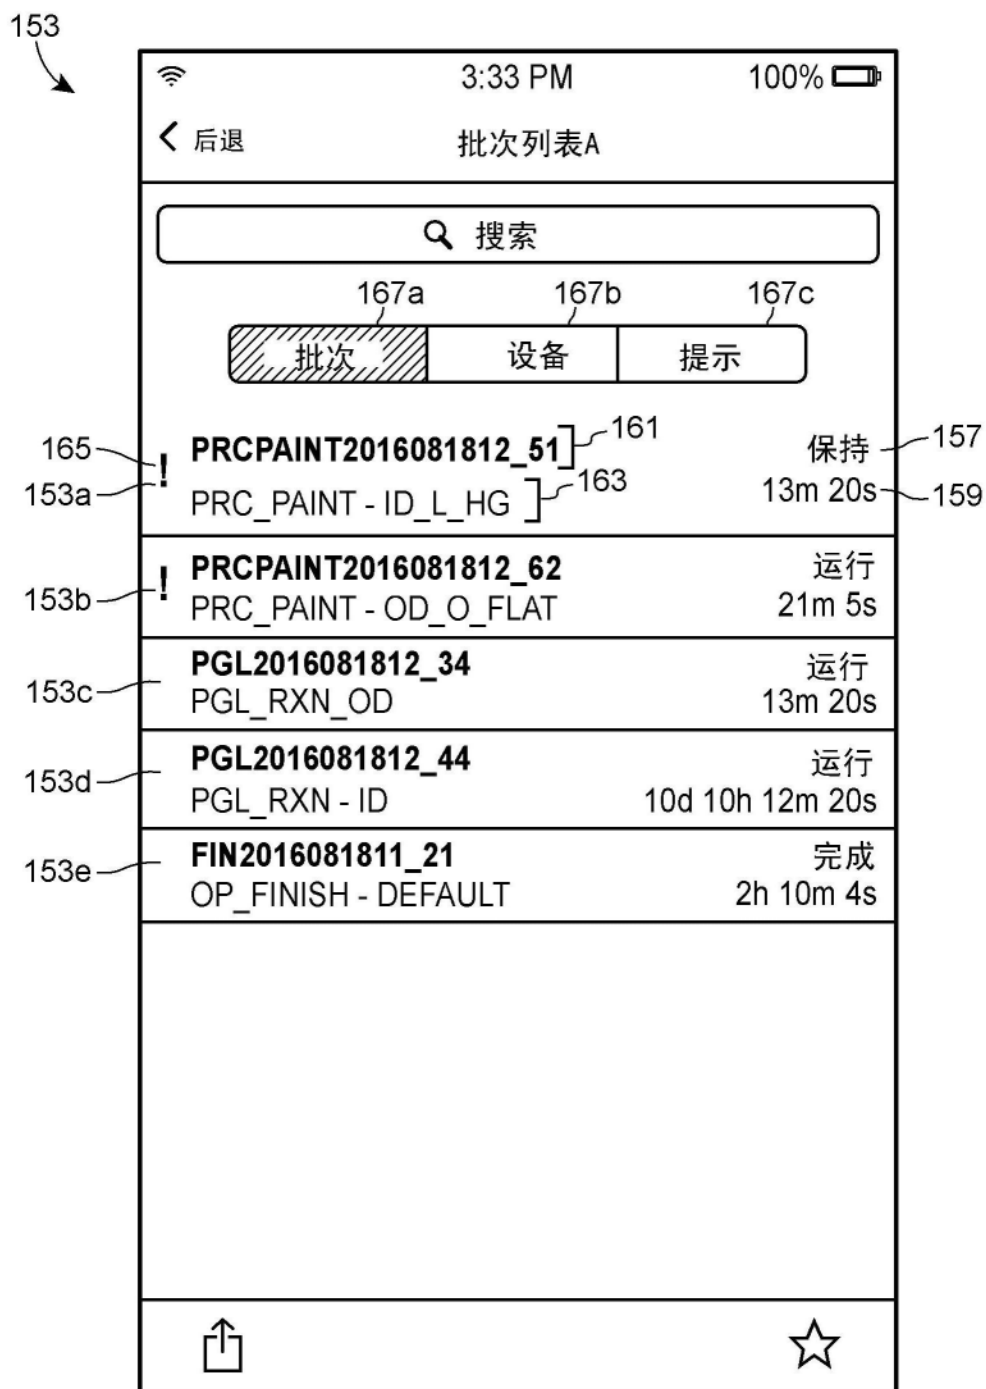 153
3:33 PM 100%
后退 批次列表A
搜索
167a 167b 167c
批次 设备 提示
165 PRCPAINT2016081812_51 161 保持 157
153a PRC_PAINT - ID_L_HG 163 13m 20s 159
! PRCPAINT2016081812_62 运行
153b PRC_PAINT - OD_O_FLAT 21m 5s
PGL2016081812_34 运行
153c PGL_RXN_OD 13m 20s
PGL2016081812_44 运行
153d PGL_RXN - ID 10d 10h 12m 20s
FIN2016081811_21 完成
153e OP_FINISH - DEFAULT 2h 10m 4s